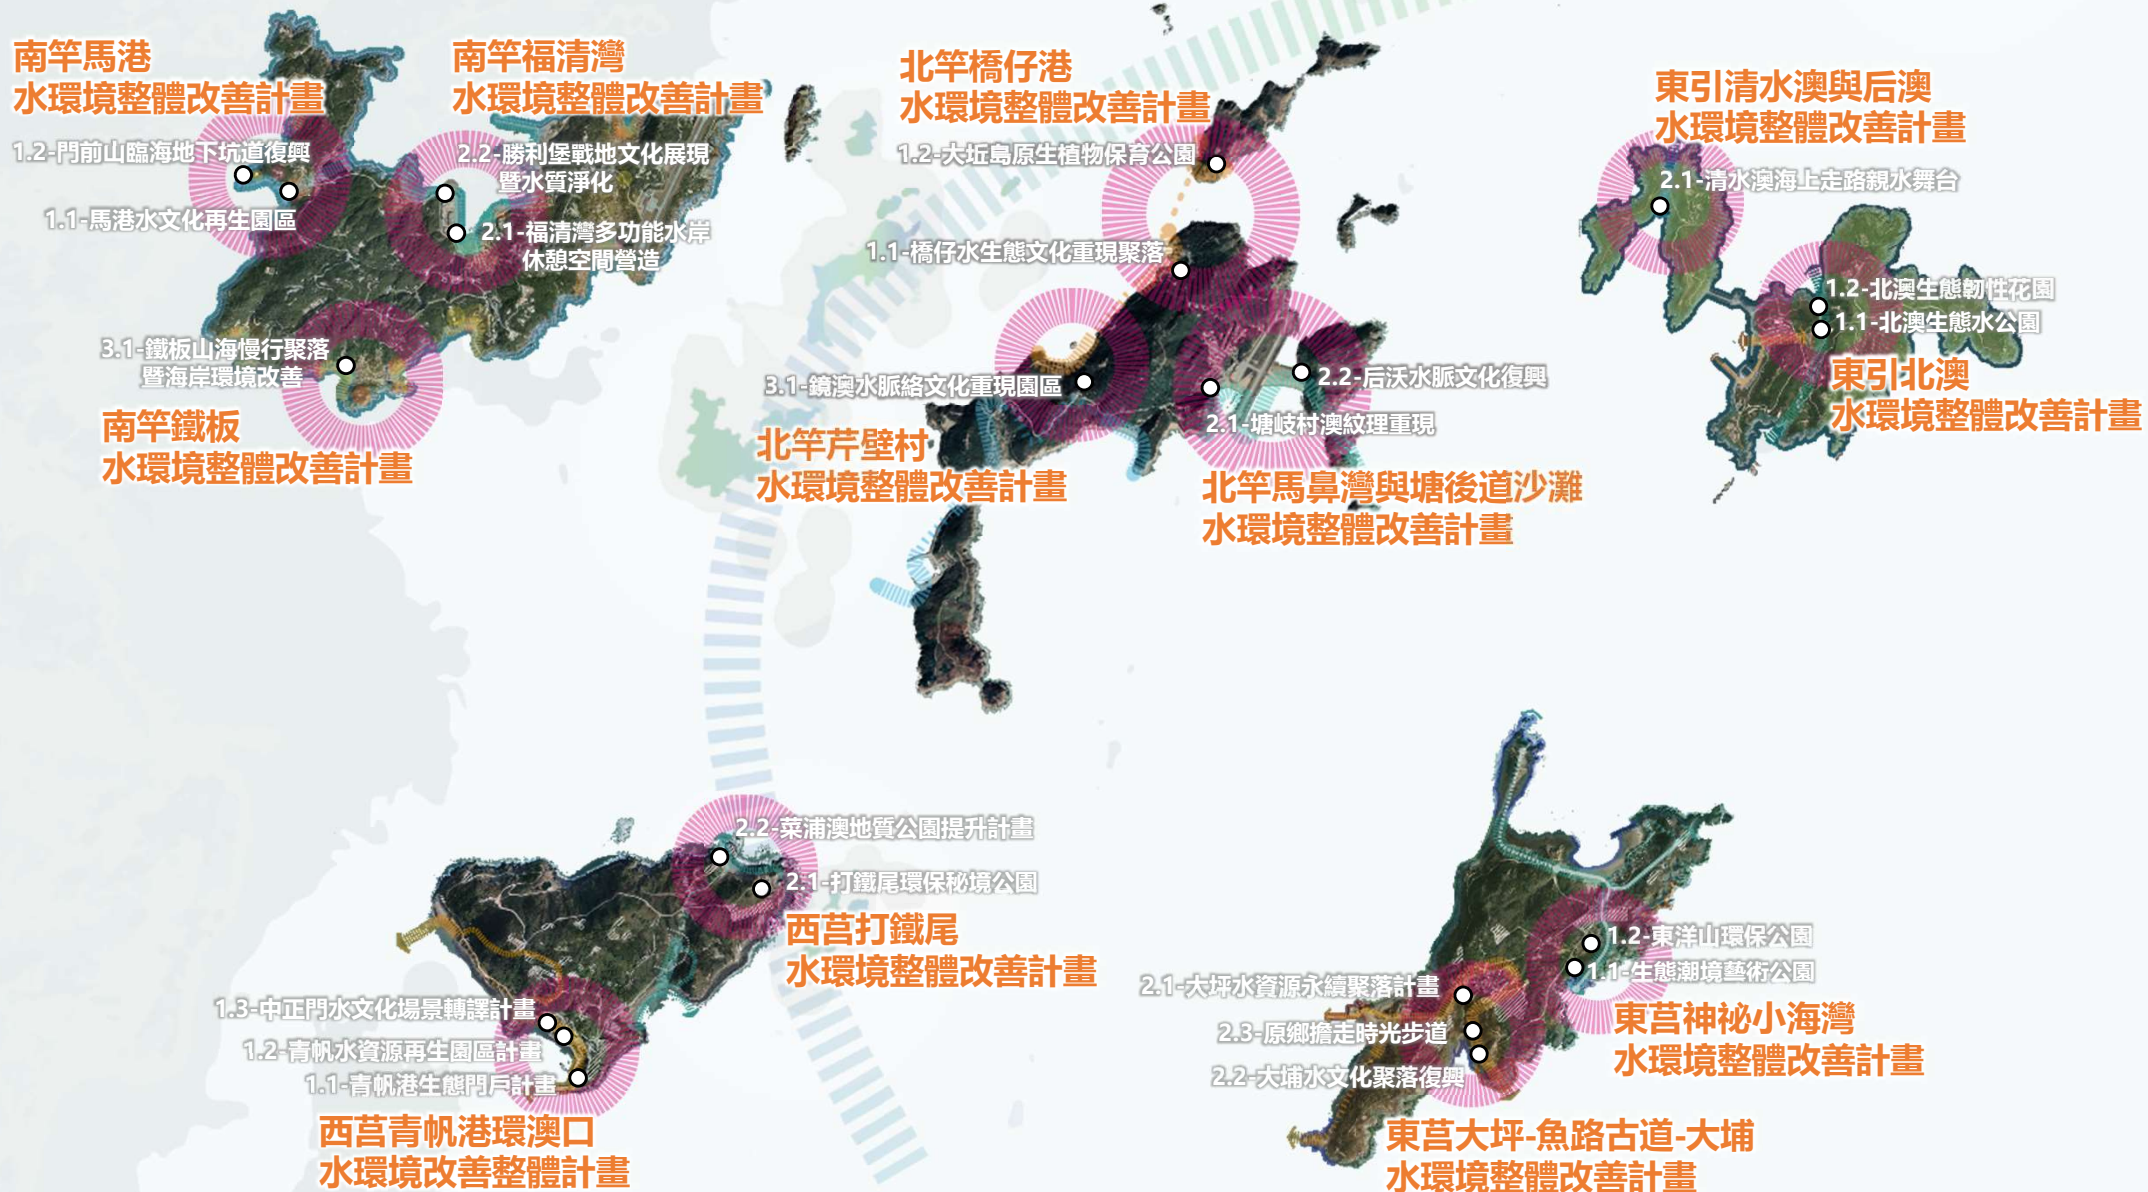 南竿馬港
水環境整體改善計畫
1.2-門前山臨海地下坑道復興
1.1-馬港水文化再生園區
南竿福清灣
水環境整體改善計畫
2.2-勝利堡戰地文化展現
暨水質淨化
2.1-福清灣多功能水岸
休憩空間營造
3.1-鐵板山海慢行聚落
暨海岸環境改善
南竿鐵板
水環境整體改善計畫
北竿橋仔港
水環境整體改善計畫
1.2-大坵島原生植物保育公園
1.1-橋仔水生態文化重現聚落
3.1-鏡澳水脈絡文化重現園區
北竿芹壁村
水環境整體改善計畫
2.2-后沃水脈文化復興
2.1-塘岐村澳紋理重現
北竿馬鼻灣與塘後道沙灘
水環境整體改善計畫
東引清水澳與后澳
水環境整體改善計畫
2.1-清水澳海上走路親水舞台
1.2-北澳生態韌性花園
1.1-北澳生態水公園
東引北澳
水環境整體改善計畫
2.2-菜浦澳地質公園提升計畫
2.1-打鐵尾環保秘境公園
西莒打鐵尾
水環境整體改善計畫
1.3-中正門水文化場景轉譯計畫
1.2-青帆水資源再生園區計畫
1.1-青帆港生態門戶計畫
西莒青帆港環澳口
水環境改善整體計畫
1.2-東洋山環保公園
1.1-生態潮境藝術公園
東莒神祕小海灣
水環境整體改善計畫
2.1-大坪水資源永續聚落計畫
2.3-原鄉擔走時光步道
2.2-大埔水文化聚落復興
東莒大坪-魚路古道-大埔
水環境整體改善計畫